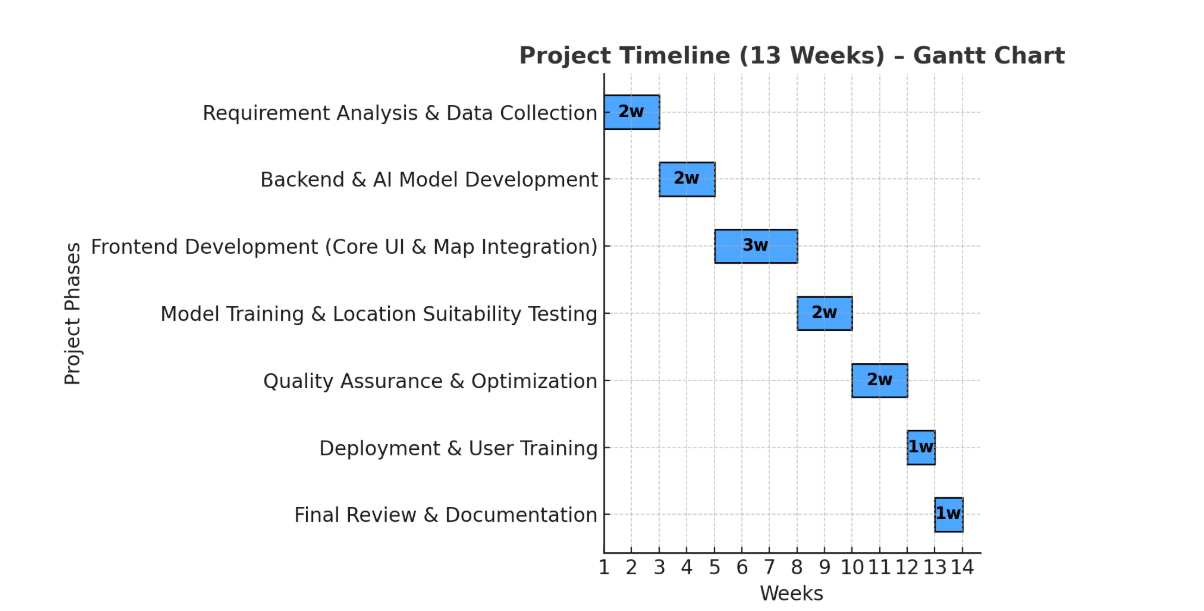 Project Timeline (13 Weeks) – Gantt Chart
Requirement Analysis & Data Collection 2w
Backend & AI Model Development 2w
Frontend Development (Core UI & Map Integration) 3w
Model Training & Location Suitability Testing 2w
Quality Assurance & Optimization 2w
Deployment & User Training 1w
Final Review & Documentation 1w
Project Phases
1 2 3 4 5 6 7 8 9 10 11 12 13 14
Weeks